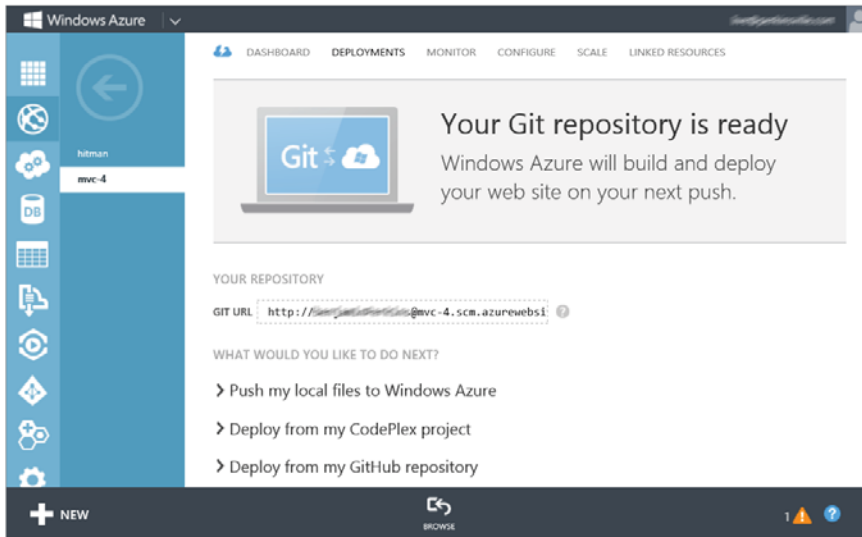 Windows Azure
DASHBOARD DEPLOYMENTS MONITOR CONFIGURE SCALE LINKED RESOURCES
hitman
mvc-4
DB
Git
Your Git repository is ready
Windows Azure will build and deploy
your web site on your next push.
YOUR REPOSITORY
GIT URL http://@mvc-4.scm.azurewebsi ?
WHAT WOULD YOU LIKE TO DO NEXT?
Push my local files to Windows Azure
Deploy from my CodePlex project
Deploy from my GitHub repository
NEW
BROWSE
1 ! ?